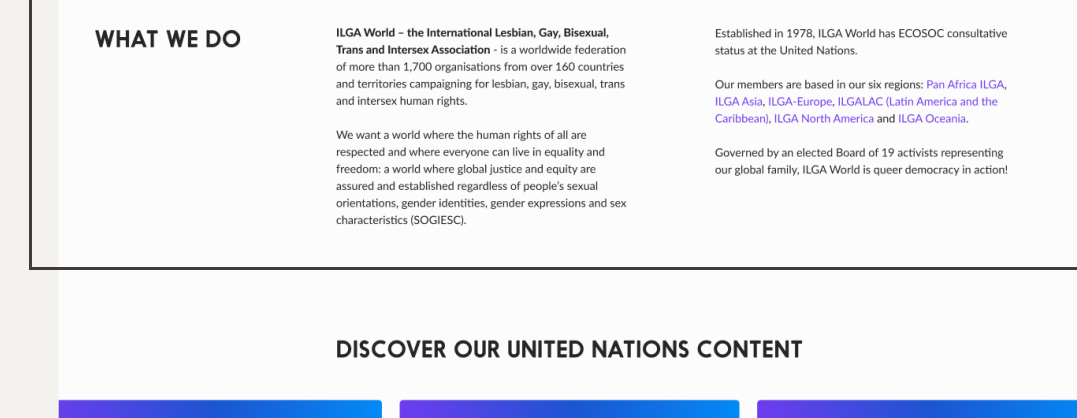 WHAT WE DO
ILGA World – the International Lesbian, Gay, Bisexual,
Trans and Intersex Association - is a worldwide federation
of more than 1,700 organisations from over 160 countries
and territories campaigning for lesbian, gay, bisexual, trans
and intersex human rights.
We want a world where the human rights of all are
respected and where everyone can live in equality and
freedom: a world where global justice and equity are
assured and established regardless of people’s sexual
orientations, gender identities, gender expressions and sex
characteristics (SOGIESC).
Established in 1978, ILGA World has ECOSOC consultative
status at the United Nations.
Our members are based in our six regions: Pan Africa ILGA,
ILGA Asia, ILGA-Europe, ILGALAC (Latin America and the
Caribbean), ILGA North America and ILGA Oceania.
Governed by an elected Board of 19 activists representing
our global family, ILGA World is queer democracy in action!
DISCOVER OUR UNITED NATIONS CONTENT